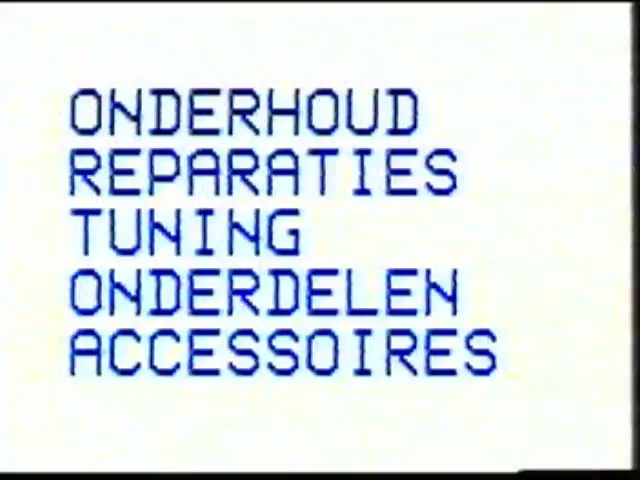 ONDERHOUD
REPARATIES
TUNING
ONDERDELEN
ACCESSOIRES